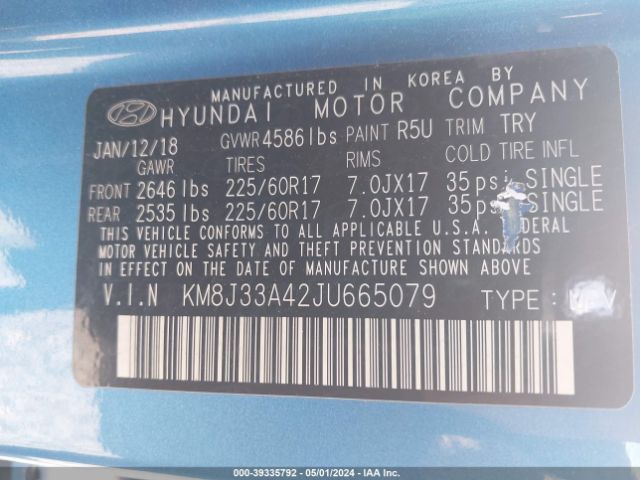 MANUFACTURED IN KOREA BY
HYUNDAI MOTOR COMPANY
JAN/12/18 GVWR 4586 lbs PAINT R5U TRIM TRY
GAWR TIRES RIMS COLD TIRE INFL
FRONT 2646 lbs 225/60R17 7.0JX17 35 psi, SINGLE
REAR 2535 lbs 225/60R17 7.0JX17 35 psi, SINGLE
THIS VEHICLE CONFORMS TO ALL APPLICABLE U.S.A. FEDERAL
MOTOR VEHICLE SAFETY AND THEFT PREVENTION STANDARDS
IN EFFECT ON THE DATE OF MANUFACTURE SHOWN ABOVE
V.I.N KM8J33A42JU665079 TYPE :
000-39335792 - 05/01/2024 - IAA Inc.